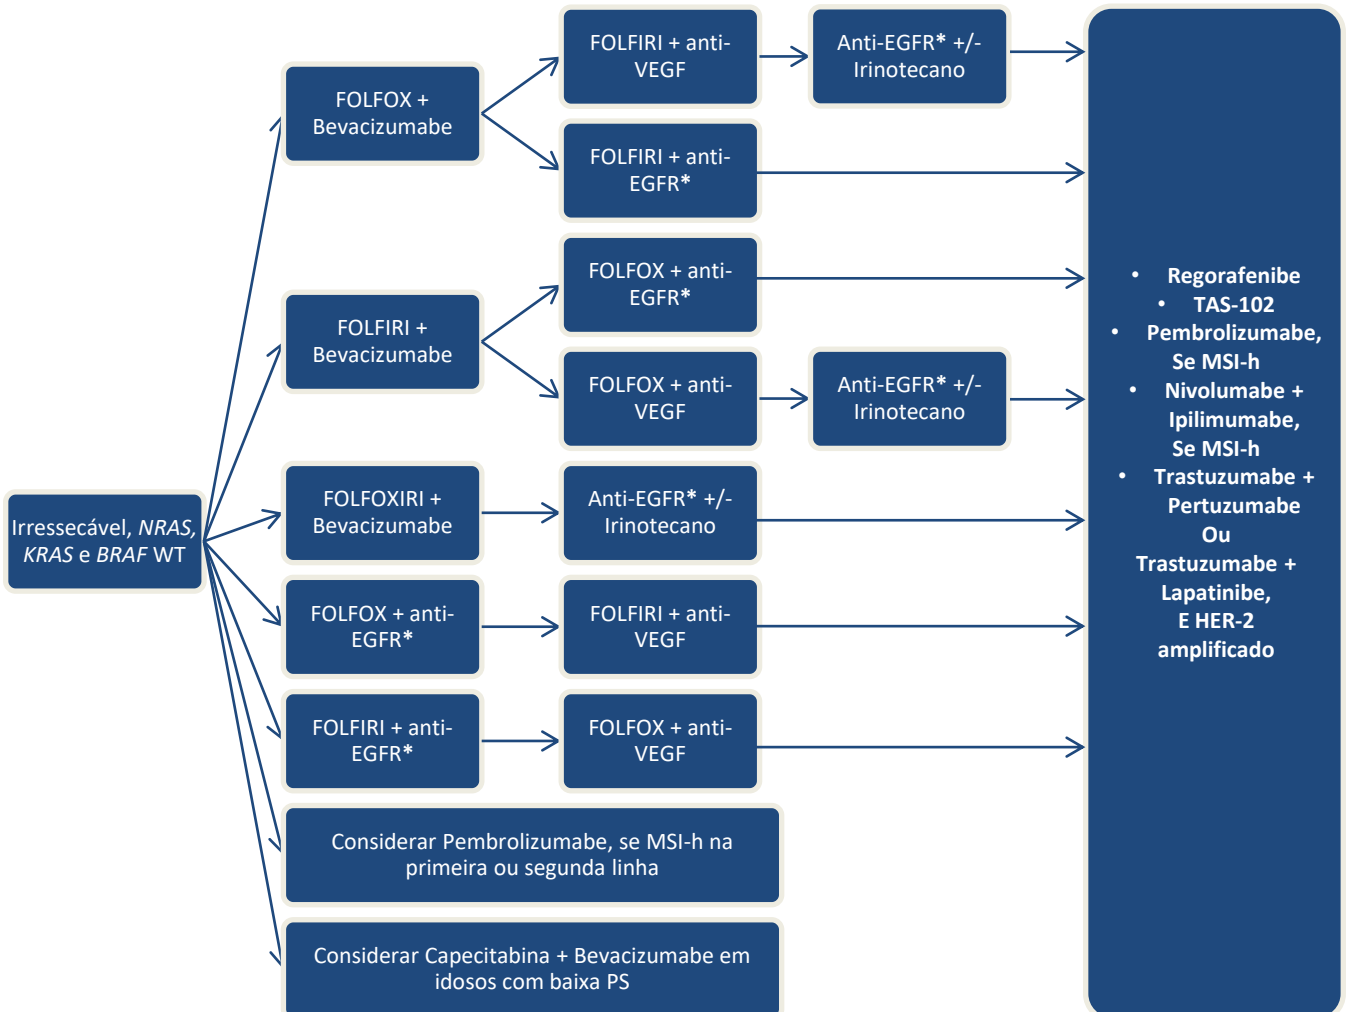 Irressecável, NRAS,
KRAS e BRAF WT
FOLFOX +
Bevacizumabe
FOLFIRI + anti-
VEGF
Anti-EGFR* +/-
Irinotecano
FOLFIRI + anti-
EGFR*
FOLFIRI +
Bevacizumabe
FOLFOX + anti-
EGFR*
FOLFOX + anti-
VEGF
Anti-EGFR* +/-
Irinotecano
FOLFOXIRI +
Bevacizumabe
Anti-EGFR* +/-
Irinotecano
FOLFOX + anti-
EGFR*
FOLFIRI + anti-
VEGF
FOLFIRI + anti-
EGFR*
FOLFOX + anti-
VEGF
Considerar Pembrolizumabe, se MSI-h na
primeira ou segunda linha
Considerar Capecitabina + Bevacizumabe em
idosos com baixa PS
• Regorafenibe
• TAS-102
• Pembrolizumabe,
Se MSI-h
• Nivolumabe +
Ipilimumabe,
Se MSI-h
• Trastuzumabe +
Pertuzumabe
Ou
Trastuzumabe +
Lapatinibe,
E HER-2
amplificado